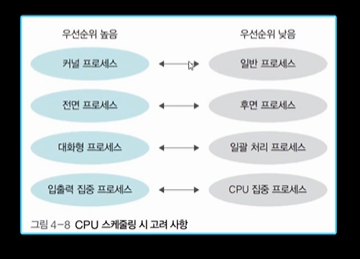 우선순위 높음 우선순위 낮음
커널 프로세스 일반 프로세스
전면 프로세스 후면 프로세스
대화형 프로세스 일괄 처리 프로세스
입출력 집중 프로세스 CPU 집중 프로세스
그림 4-8 CPU 스케줄링 시 고려 사항